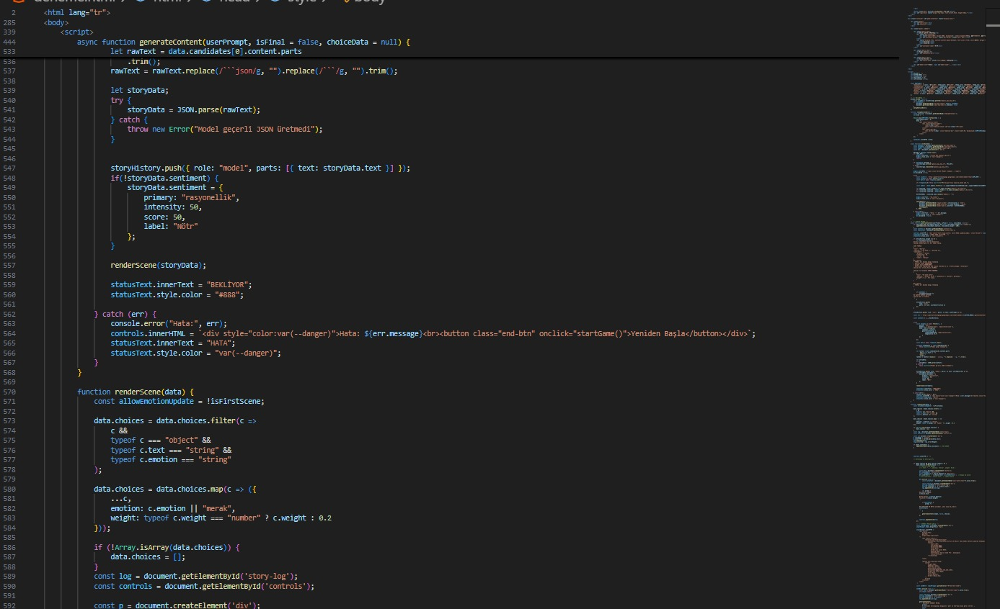 2 <html lang="tr">
285 <body>
339 <script>
444 async function generateContent(userPrompt, isFinal = false, choiceData = null) {
533 let rawText = data.candidates[0].content.parts
536 .trim();
537 rawText = rawText.replace(/```json/g, "").replace(/```/g, "").trim();
538
539 let storyData;
540 try {
541 storyData = JSON.parse(rawText);
542 } catch {
543 throw new Error("Model geçerli JSON üretmedi");
544 }
545
546
547 storyHistory.push({ role: "model", parts: [{ text: storyData.text }] });
548 if(!storyData.sentiment) {
549 storyData.sentiment = {
550 primary: "rasyonellik",
551 intensity: 50,
552 score: 50,
553 label: "Nötr"
554 };
555 }
556
557 renderScene(storyData);
558
559 statusText.innerText = "BEKLİYOR";
560 statusText.style.color = "#888";
561
562 } catch (err) {
563 console.error("Hata:", err);
564 controls.innerHTML = `<div style="color:var(--danger)">Hata: ${err.message}<br><button class="end-btn" onclick="startGame()">Yeniden Başla</button></div>`;
565 statusText.innerText = "HATA";
566 statusText.style.color = "var(--danger)";
567 }
568 }
569
570 function renderScene(data) {
571 const allowEmotionUpdate = !isFirstScene;
572
573 data.choices = data.choices.filter(c =>
574 c &&
575 typeof c === "object" &&
576 typeof c.text === "string" &&
577 typeof c.emotion === "string"
578 );
579
580 data.choices = data.choices.map(c => ({
581 ...c,
582 emotion: c.emotion || "merak",
583 weight: typeof c.weight === "number" ? c.weight : 0.2
584 }));
585
586 if (!Array.isArray(data.choices)) {
587 data.choices = [];
588 }
589 const log = document.getElementById('story-log');
590 const controls = document.getElementById('controls');
591
592 const p = document.createElement('div');